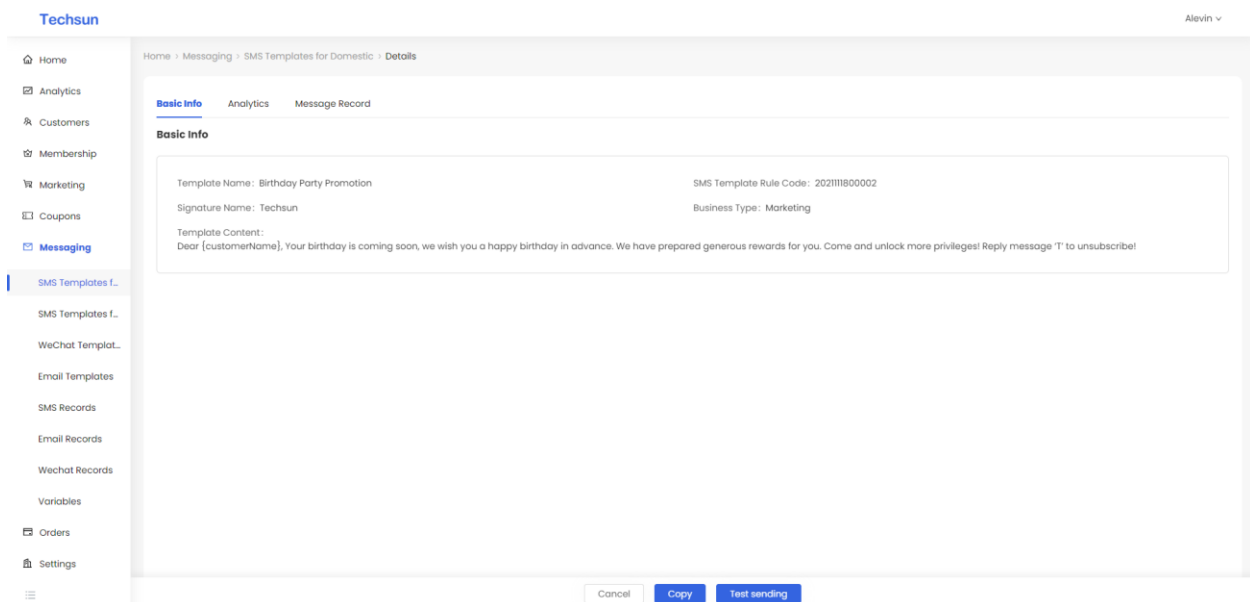 Techsun
Alevin
Home
Analytics
Customers
Membership
Marketing
Coupons
Messaging
SMS Templates f...
SMS Templates f...
WeChat Templat...
Email Templates
SMS Records
Email Records
Wechat Records
Variables
Orders
Settings
Home > Messaging > SMS Templates for Domestic > Details
Basic Info Analytics Message Record
Basic Info
Template Name: Birthday Party Promotion SMS Template Rule Code: 2021111800002
Signature Name: Techsun Business Type: Marketing
Template Content:
Dear {customerName}, Your birthday is coming soon, we wish you a happy birthday in advance. We have prepared generous rewards for you. Come and unlock more privileges! Reply message 'T' to unsubscribe!
Cancel Copy Test sending